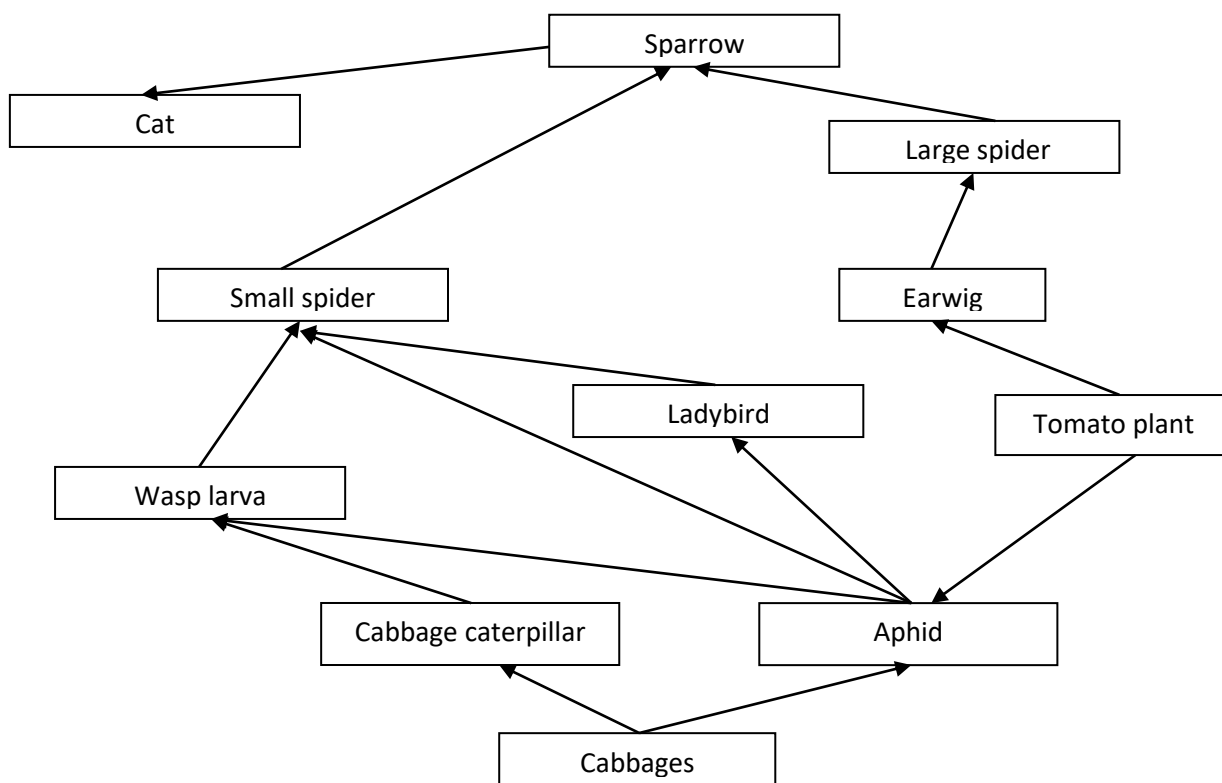 Sparrow
Cat
Large spider
Small spider
Earwig
Ladybird
Tomato plant
Wasp larva
Cabbage caterpillar
Aphid
Cabbages